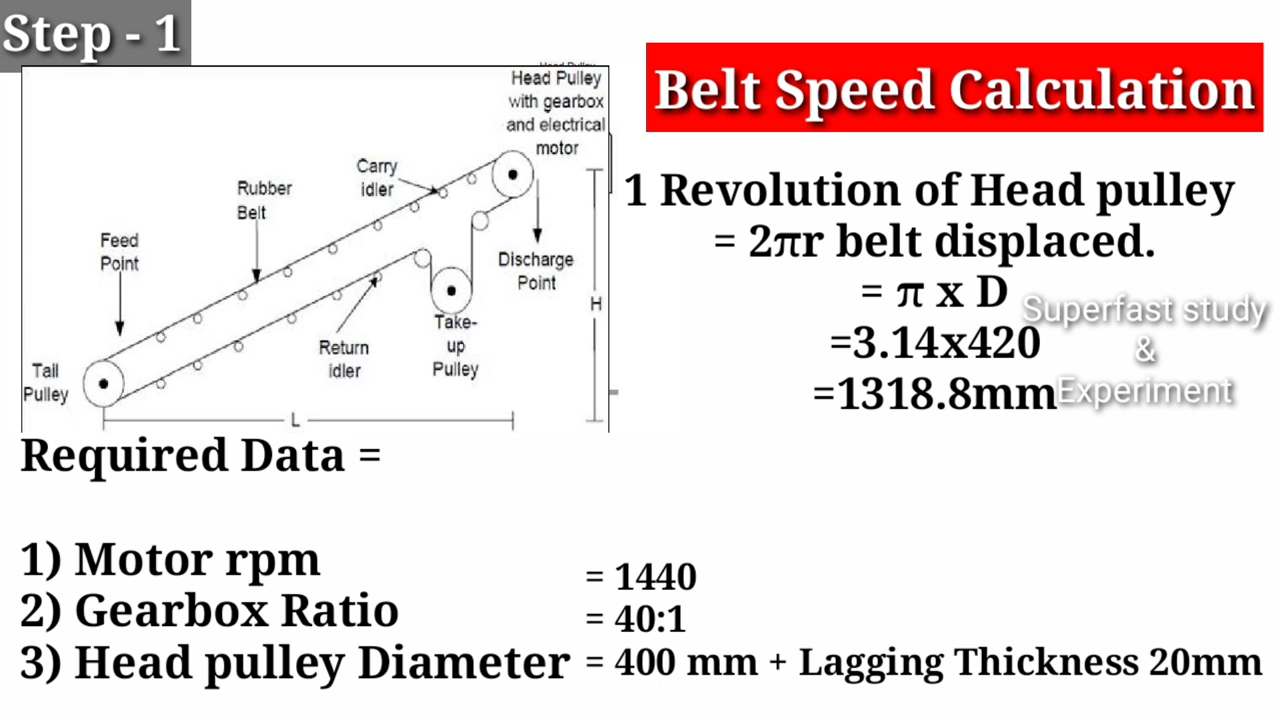 Step - 1
Belt Speed Calculation
Head Pulley
with gearbox
and electrical
motor
Carry
idler
Rubber
Belt
Feed
Point
Discharge
Point
H
Take-
up
Pulley
Return
idler
Tail
Pulley
L
1 Revolution of Head pulley
= 2πr belt displaced.
= π x D
=3.14x420
=1318.8mm
Superfast study
&
Experiment
Required Data =
1) Motor rpm = 1440
2) Gearbox Ratio = 40:1
3) Head pulley Diameter = 400 mm + Lagging Thickness 20mm